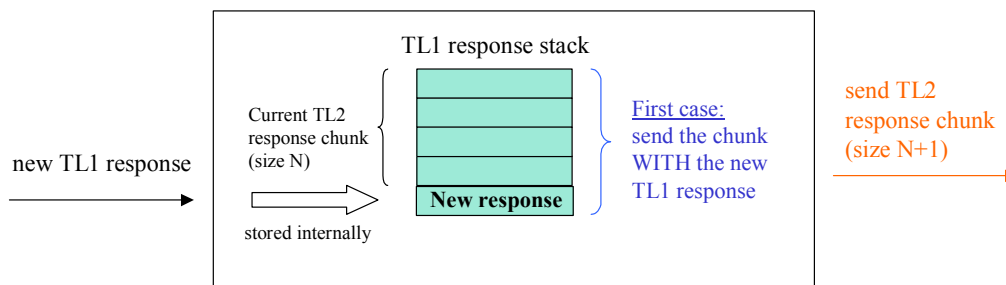 TL1 response stack
Current TL2
response chunk
(size N)
new TL1 response
stored internally
New response
First case:
send the chunk
WITH the new
TL1 response
send TL2
response chunk
(size N+1)